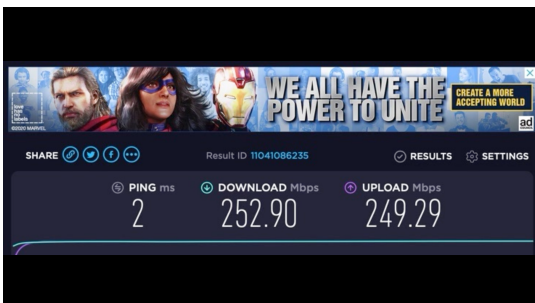 love
has
no
labels
©2020 MARVEL
WE ALL HAVE THE
POWER TO UNITE
CREATE A MORE
ACCEPTING WORLD
ad
SHARE
Result ID 11041086235
RESULTS
SETTINGS
PING ms
DOWNLOAD Mbps
UPLOAD Mbps
2
252.90
249.29